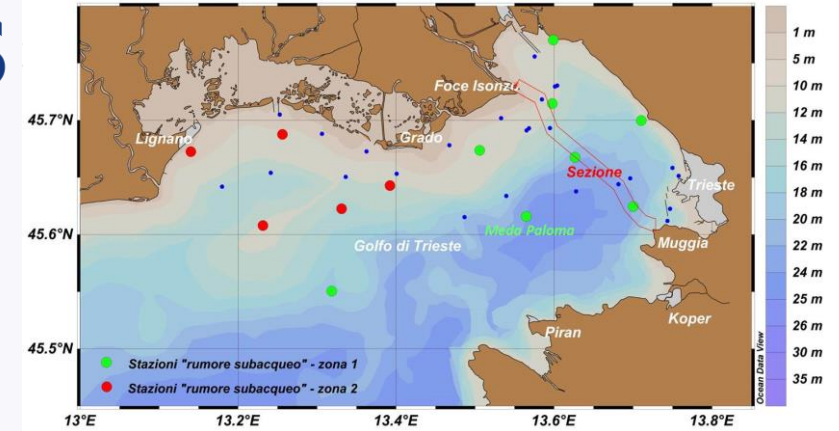 S
45.7°N
45.6°N
45.5°N
13°E
13.2°E
13.4°E
13.6°E
13.8°E
Foce Isonzo
Lignano
Grado
Sezione
Trieste
Meda Paloma
Muggia
Golfo di Trieste
Koper
Piran
Stazioni "rumore subacqueo" - zona 1
Stazioni "rumore subacqueo" - zona 2
Ocean Data View
1 m
5 m
10 m
12 m
14 m
16 m
18 m
20 m
22 m
24 m
25 m
26 m
30 m
35 m